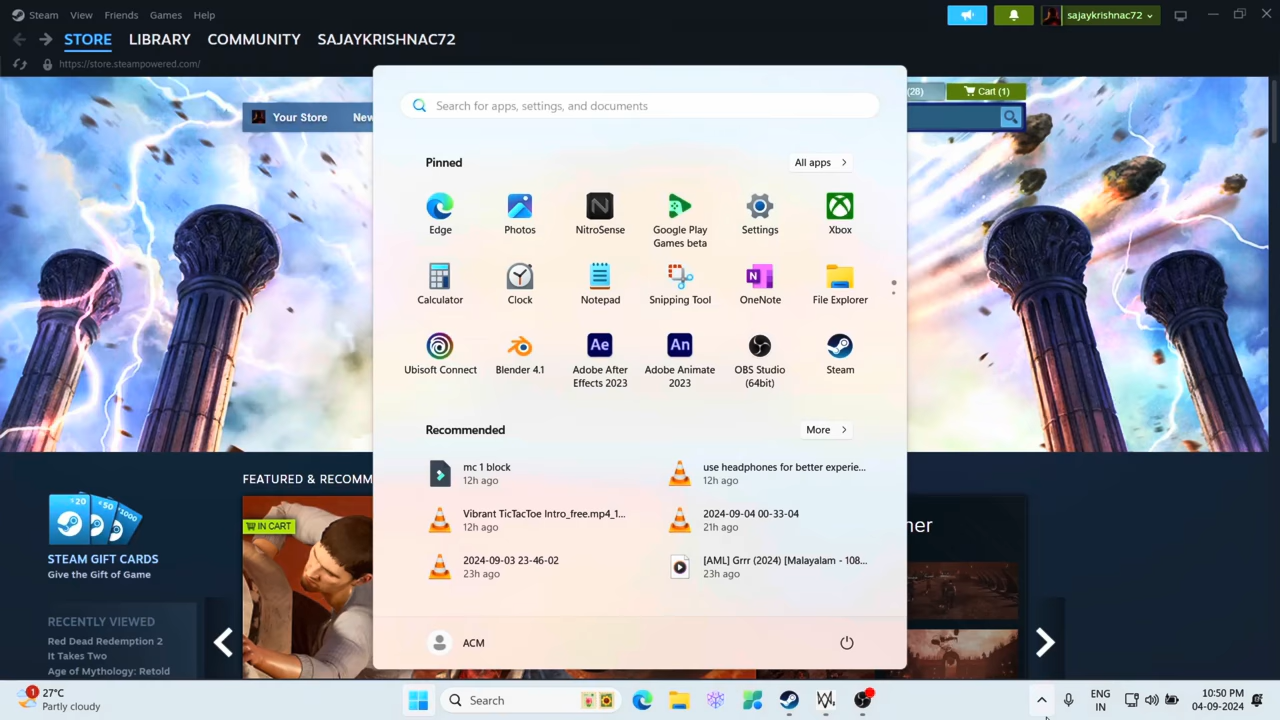 Steam View Friends Games Help
sajaykrishnac72
STORE LIBRARY COMMUNITY SAJAYKRISHNAC72
https://store.steampowered.com/
(28) Cart (1)
Your Store New
Search for apps, settings, and documents
Pinned
All apps
Edge
Photos
NitroSense
Google Play Games beta
Settings
Xbox
Calculator
Clock
Notepad
Snipping Tool
OneNote
File Explorer
Ubisoft Connect
Blender 4.1
Adobe After Effects 2023
Adobe Animate 2023
OBS Studio (64bit)
Steam
Recommended
More
mc 1 block
12h ago
use headphones for better experie...
12h ago
Vibrant TicTacToe Intro_free.mp4_1...
12h ago
2024-09-04 00-33-04
21h ago
2024-09-03 23-46-02
23h ago
[AML] Grrr (2024) [Malayalam - 108...
23h ago
ACM
FEATURED & RECOMM
IN CART
$20 $50 $1000
STEAM GIFT CARDS
Give the Gift of Game
RECENTLY VIEWED
Red Dead Redemption 2
It Takes Two
Age of Mythology: Retold
ner
1
27°C
Partly cloudy
Search
ENG
IN
10:50 PM
04-09-2024